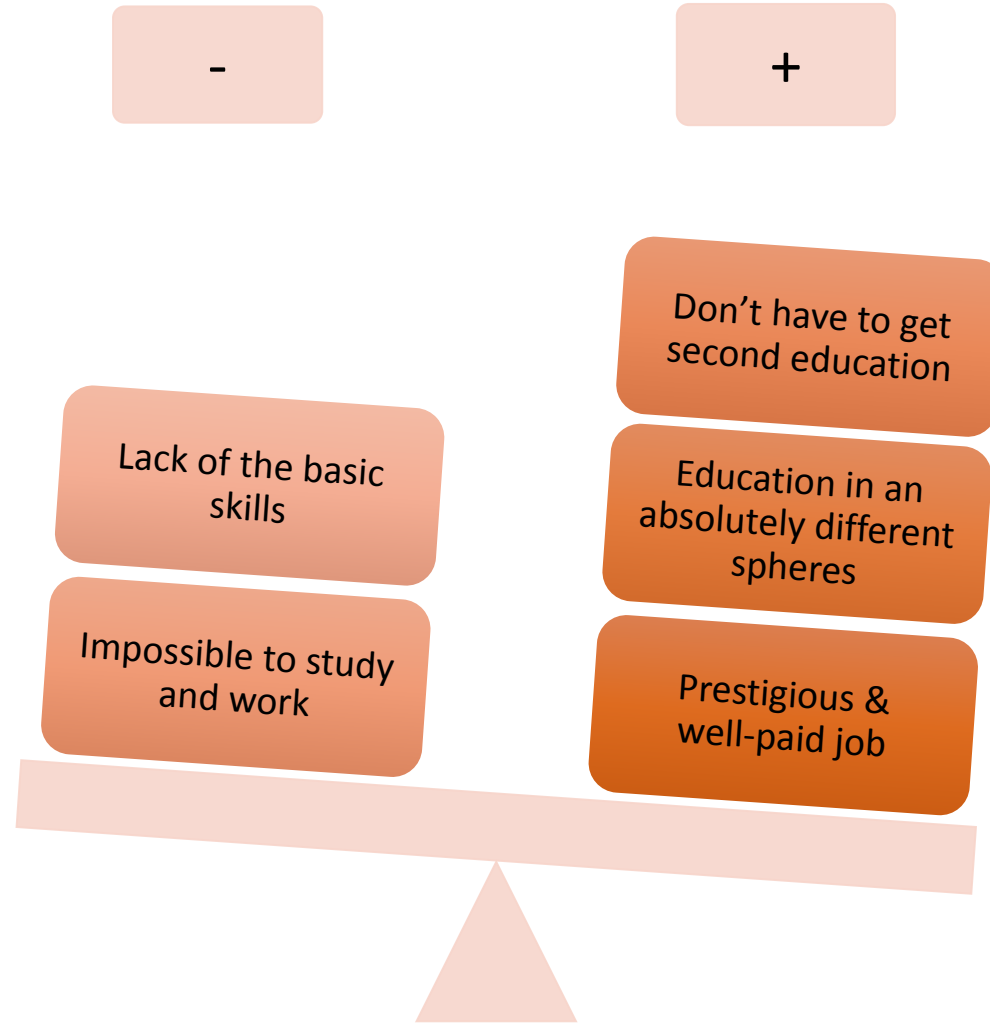 -
+
Lack of the basic
skills
Impossible to study
and work
Don't have to get
second education
Education in an
absolutely different
spheres
Prestigious &
well-paid job